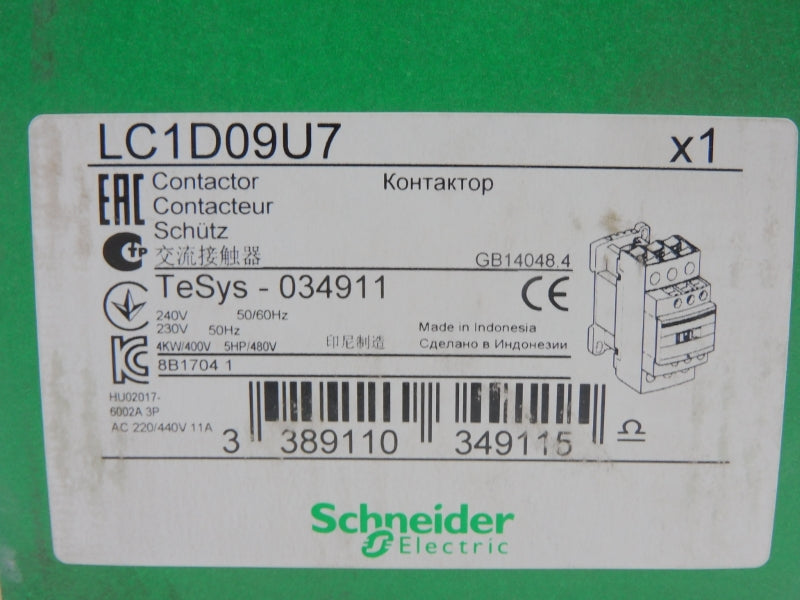 LC1D09U7 x1
EAC Contactor Контактор
Contacteur
Schütz
交流接触器 GB14048.4
TeSys - 034911 CE
240V 50/60Hz
230V 50Hz Made in Indonesia
4KW/400V 5HP/480V 印尼制造 Сделано в Индонезии
8B1704 1
HU02017-
6002A 3P
AC 220/440V 11A
3 389110 349115
Schneider
Electric